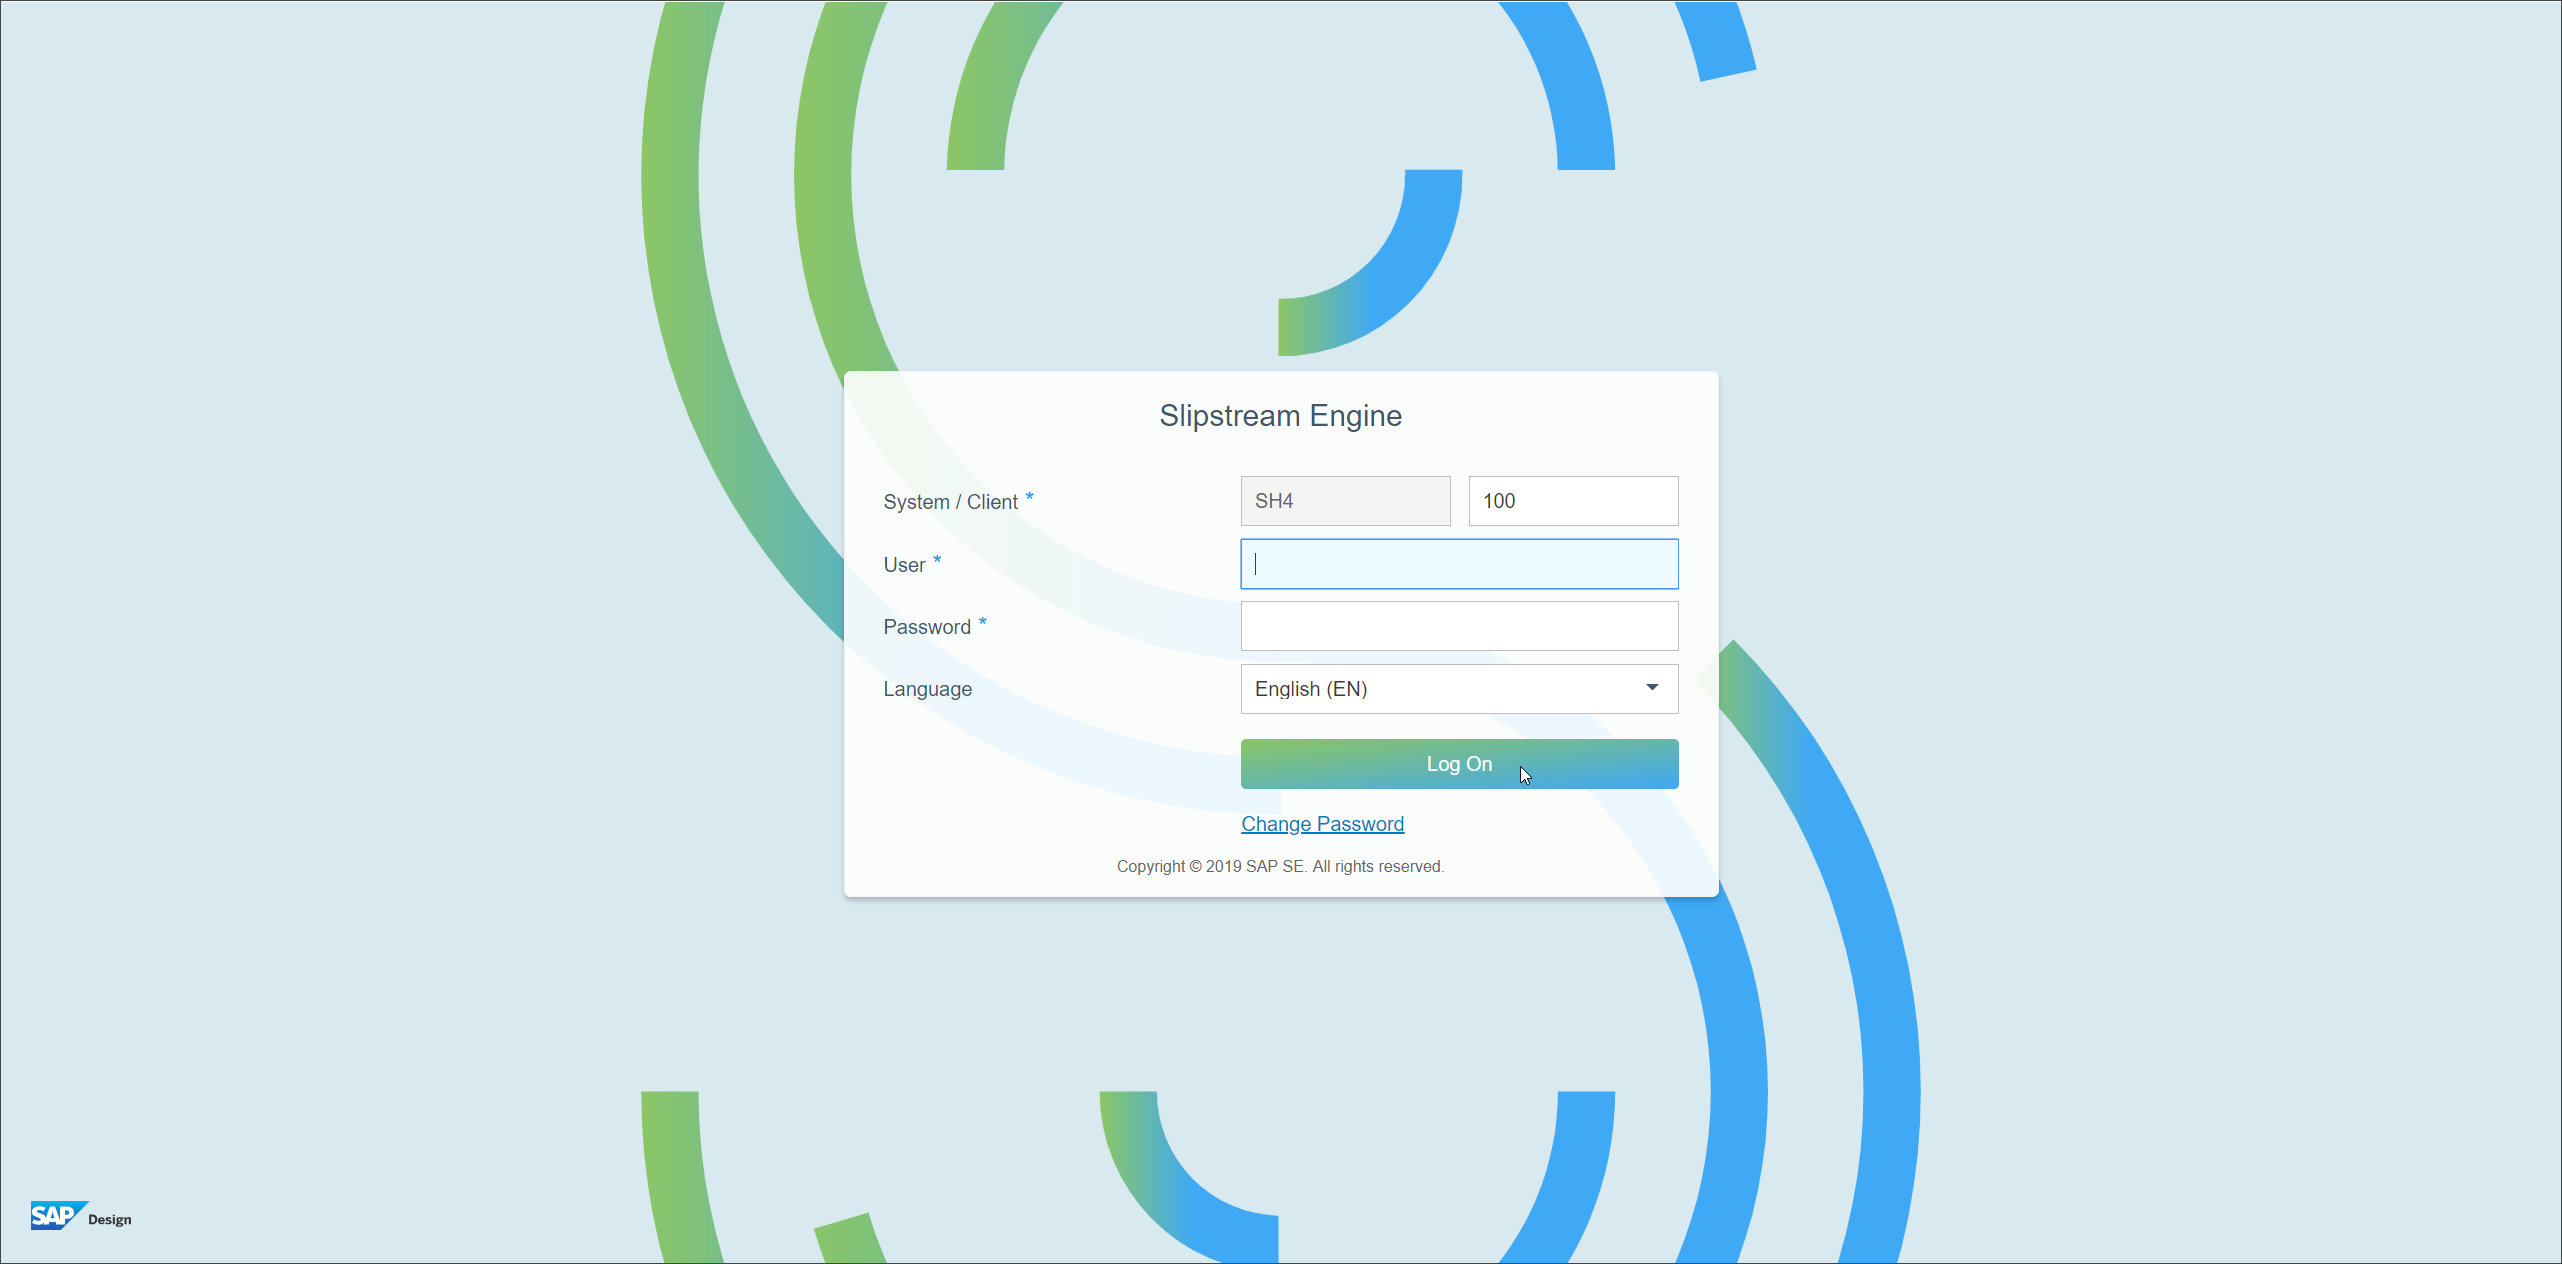 Slipstream Engine
System / Client * SH4 100
User *
Password *
Language English (EN)
Log On
Change Password
Copyright © 2019 SAP SE. All rights reserved.
SAP Design